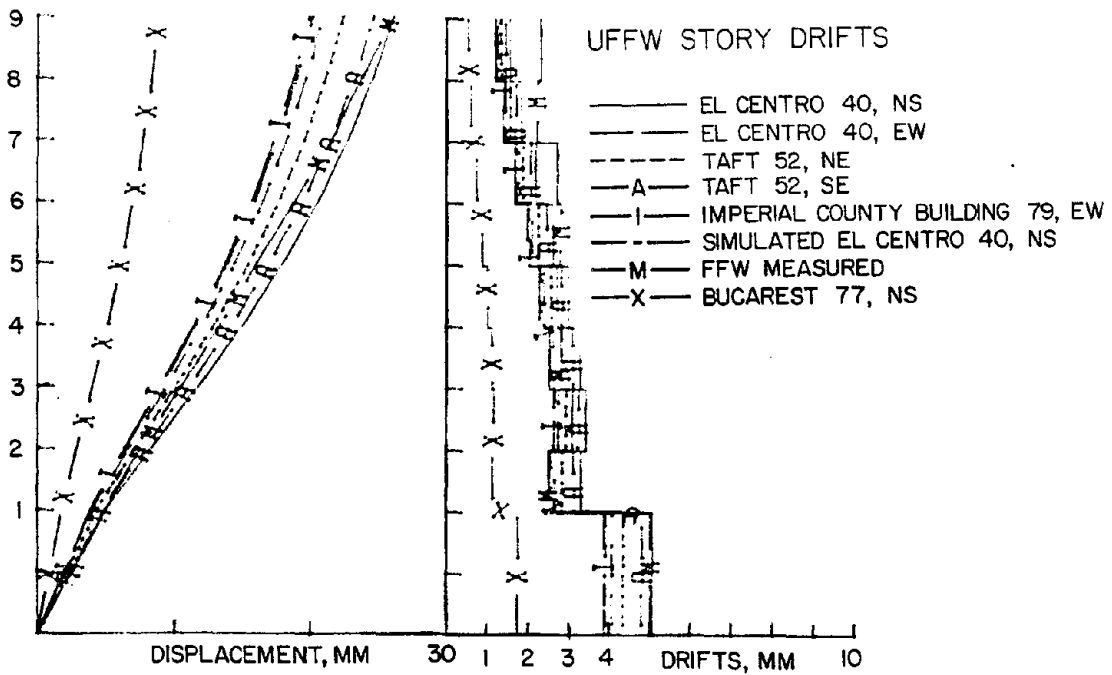 UFFW STORY DRIFTS
EL CENTRO 40, NS
EL CENTRO 40, EW
TAFT 52, NE
A TAFT 52, SE
I IMPERIAL COUNTY BUILDING 79, EW
SIMULATED EL CENTRO 40, NS
M FFW MEASURED
X BUCAREST 77, NS
9
8
7
6
5
4
3
2
1
DISPLACEMENT, MM 30 1 2 3 4 DRIFTS, MM 10